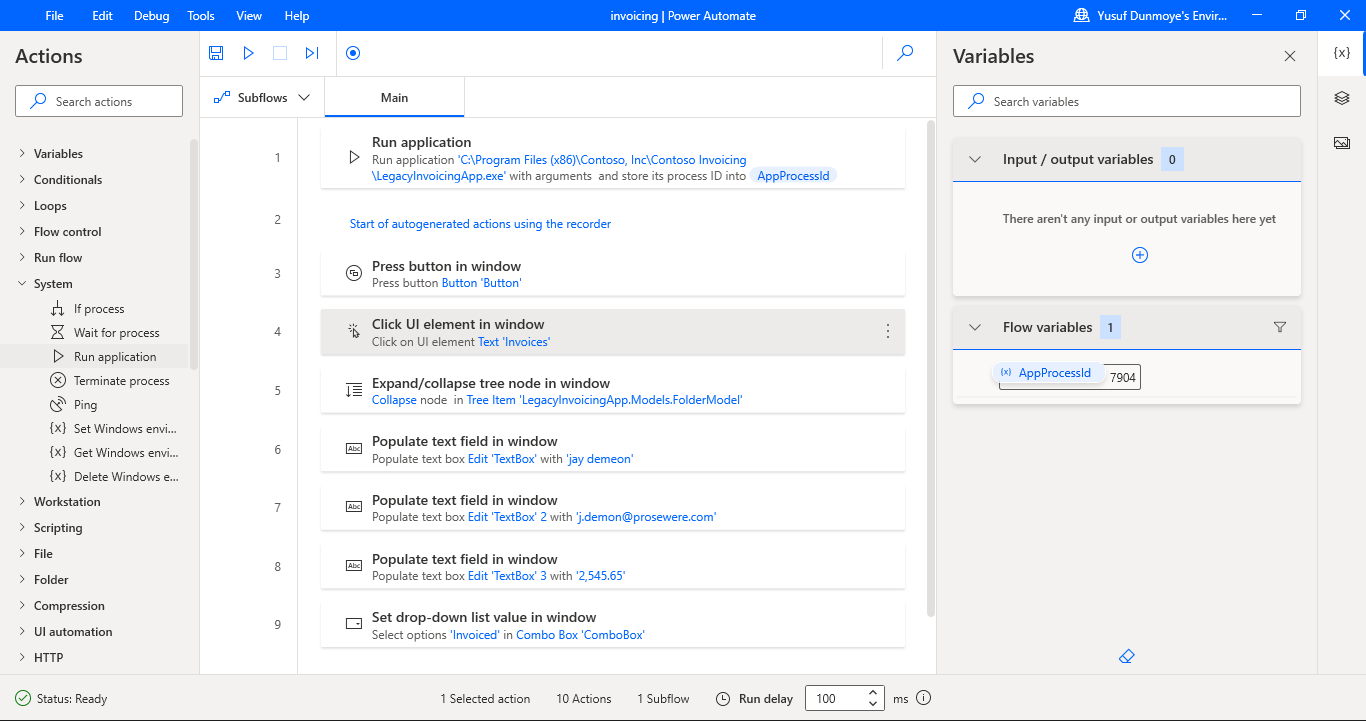 File Edit Debug Tools View Help
invoicing | Power Automate
Yusuf Dunmoye's Envir...
Actions
Search actions
Variables
Conditionals
Loops
Flow control
Run flow
System
If process
Wait for process
Run application
Terminate process
Ping
{x} Set Windows envi...
{x} Get Windows envi...
{x} Delete Windows e...
Workstation
Scripting
File
Folder
Compression
UI automation
HTTP
Subflows
Main
1
Run application
Run application 'C:\Program Files (x86)\Contoso, Inc\Contoso Invoicing
\LegacyInvoicingApp.exe' with arguments and store its process ID into AppProcessId
2
Start of autogenerated actions using the recorder
3
Press button in window
Press button Button 'Button'
4
Click UI element in window
Click on UI element Text 'Invoices'
5
Expand/collapse tree node in window
Collapse node in Tree Item 'LegacyInvoicingApp.Models.FolderModel'
6
Abc
Populate text field in window
Populate text box Edit 'TextBox' with 'jay demeon'
7
Abc
Populate text field in window
Populate text box Edit 'TextBox' 2 with 'j.demon@prosewere.com'
8
Abc
Populate text field in window
Populate text box Edit 'TextBox' 3 with '2,545.65'
9
Set drop-down list value in window
Select options 'Invoiced' in Combo Box 'ComboBox'
Variables
{x}
Search variables
Input / output variables 0
There aren't any input or output variables here yet
Flow variables 1
(x) AppProcessId 7904
Status: Ready
1 Selected action
10 Actions
1 Subflow
Run delay 100 ms